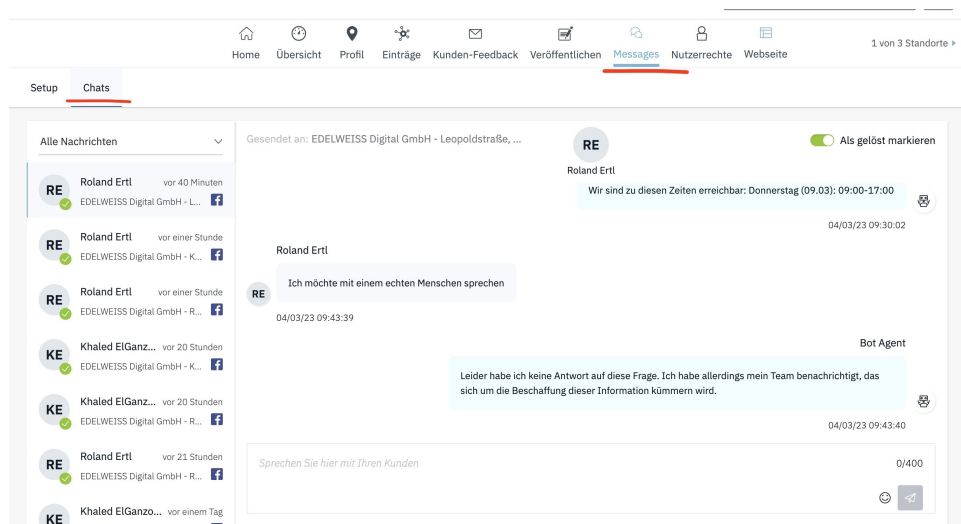 Home Übersicht Profil Einträge Kunden-Feedback Veröffentlichen Messages Nutzerrechte Webseite
1 von 3 Standorte
Setup Chats
Alle Nachrichten
RE
Roland Ertl vor 40 Minuten
EDELWEISS Digital GmbH - L...
RE
Roland Ertl vor einer Stunde
EDELWEISS Digital GmbH - K...
RE
Roland Ertl vor einer Stunde
EDELWEISS Digital GmbH - R...
KE
Khaled ElGanz... vor 20 Stunden
EDELWEISS Digital GmbH - K...
KE
Khaled ElGanz... vor 20 Stunden
EDELWEISS Digital GmbH - R...
RE
Roland Ertl vor 21 Stunden
EDELWEISS Digital GmbH - R...
KE
Khaled ElGanzo... vor einem Tag
Gesendet an: EDELWEISS Digital GmbH - Leopoldstraße, ...
RE
Roland Ertl
Als gelöst markieren
Wir sind zu diesen Zeiten erreichbar: Donnerstag (09.03): 09:00-17:00
04/03/23 09:30:02
Roland Ertl
RE
Ich möchte mit einem echten Menschen sprechen
04/03/23 09:43:39
Bot Agent
Leider habe ich keine Antwort auf diese Frage. Ich habe allerdings mein Team benachrichtigt, das
sich um die Beschaffung dieser Information kümmern wird.
04/03/23 09:43:40
Sprechen Sie hier mit Ihren Kunden
0/400